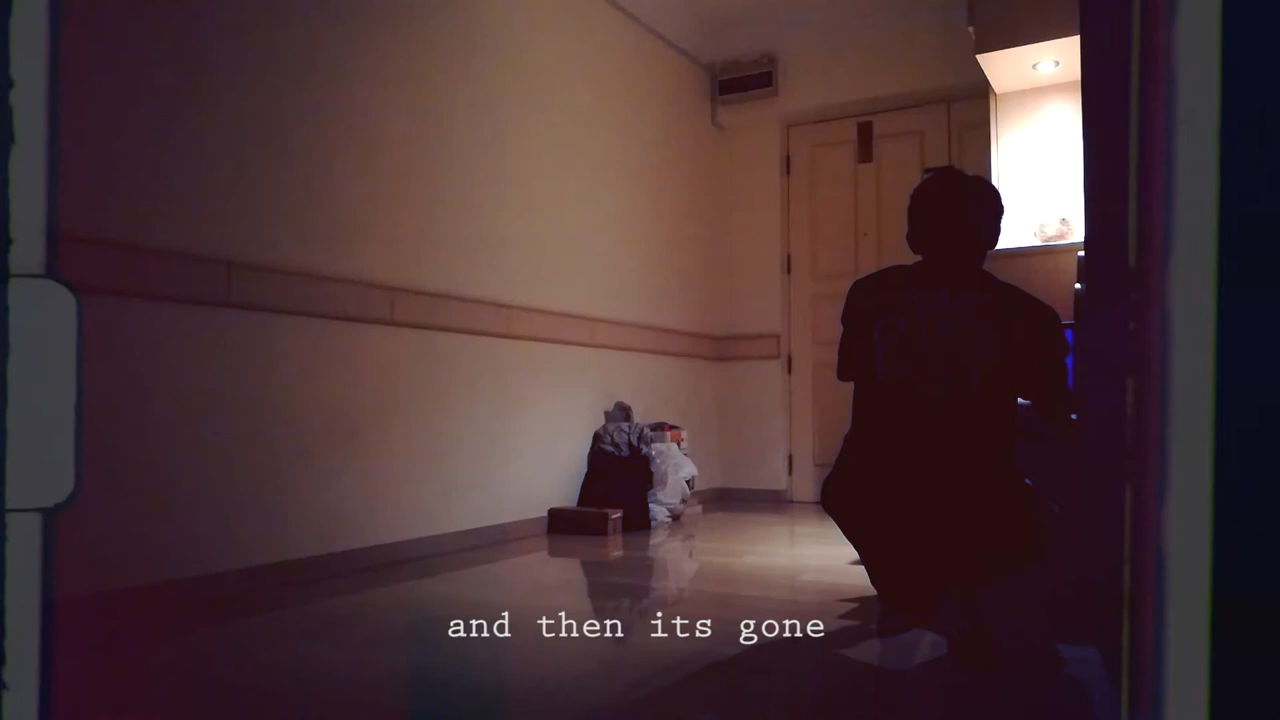 and then its gone